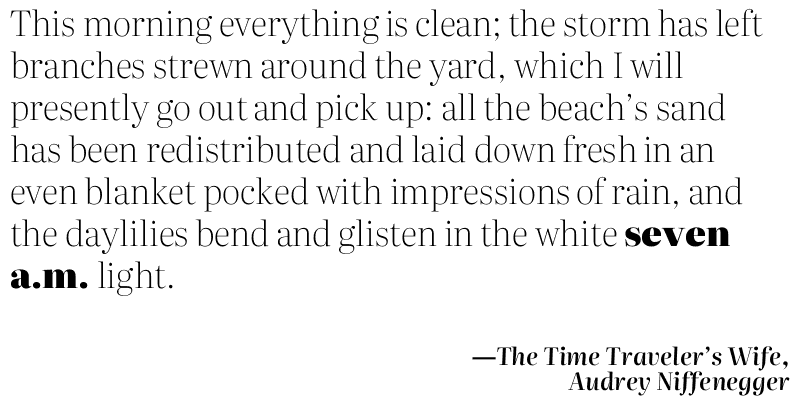 This morning everything is clean; the storm has left
branches strewn around the yard, which I will
presently go out and pick up: all the beach’s sand
has been redistributed and laid down fresh in an
even blanket pocked with impressions of rain, and
the daylilies bend and glisten in the white seven
a.m. light.
—The Time Traveler’s Wife,
Audrey Niffenegger